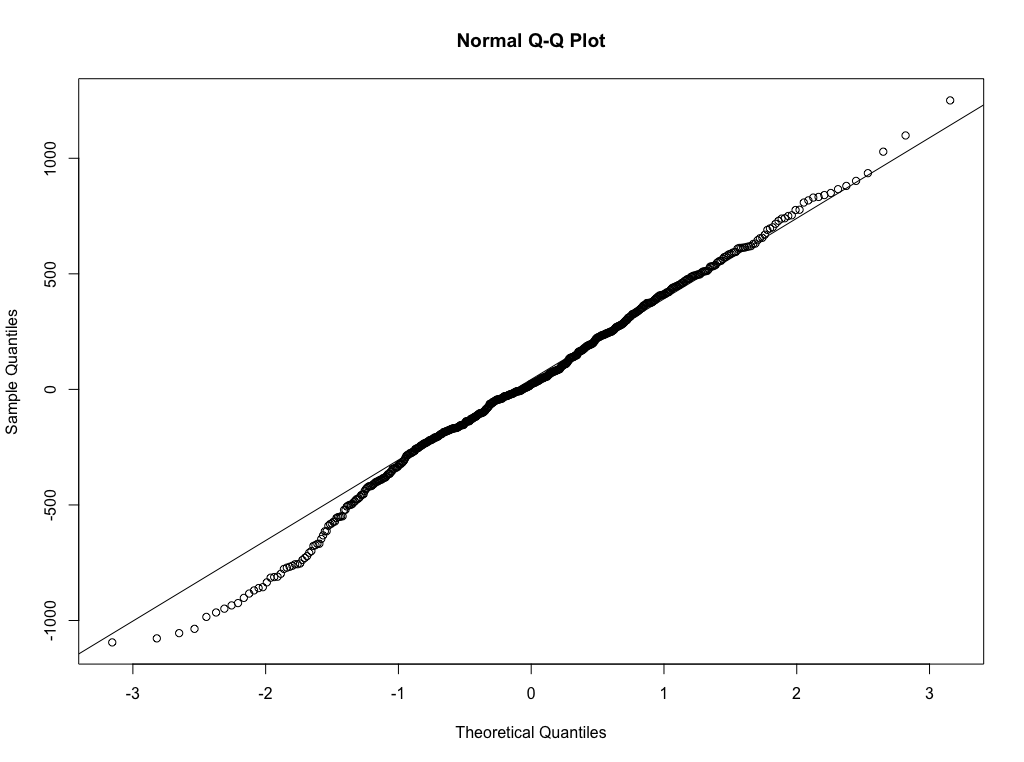 Normal Q-Q Plot
Sample Quantiles
1000
500
0
-500
-1000
-3 -2 -1 0 1 2 3
Theoretical Quantiles